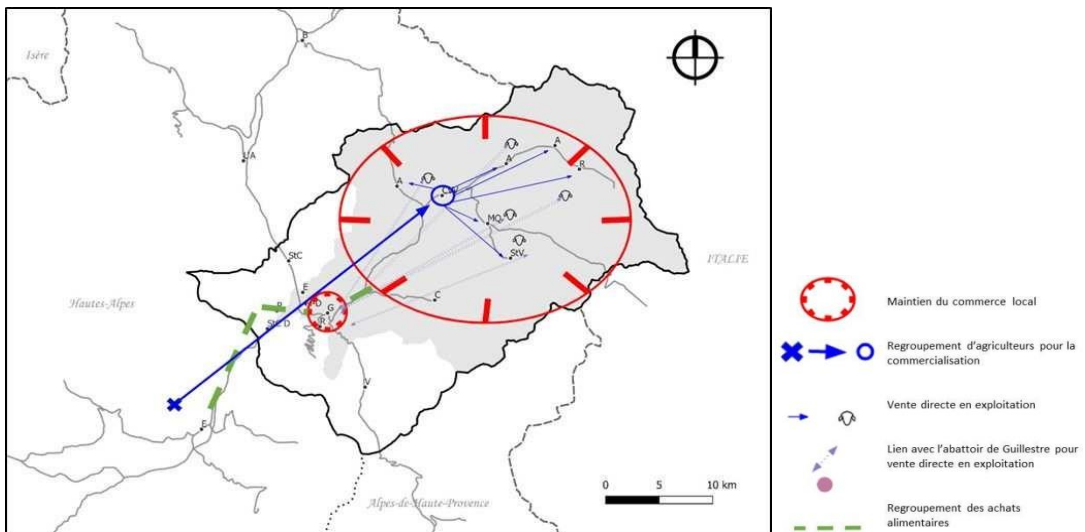 Isére
B
L'A
A
A
A
R
C.V.
MQ
StV.
StC
ITALIE
Hautes-Alpes
E
D
G
R
C
V
E
Alpes-de-Haute-Provence
0 5 10 km
Maintien du commerce local
Regroupement d'agriculteurs pour la
commercialisation
Vente directe en exploitation
Lien avec l'abattoir de Guillestre pour
vente directe en exploitation
Regroupement des achats
alimentaires